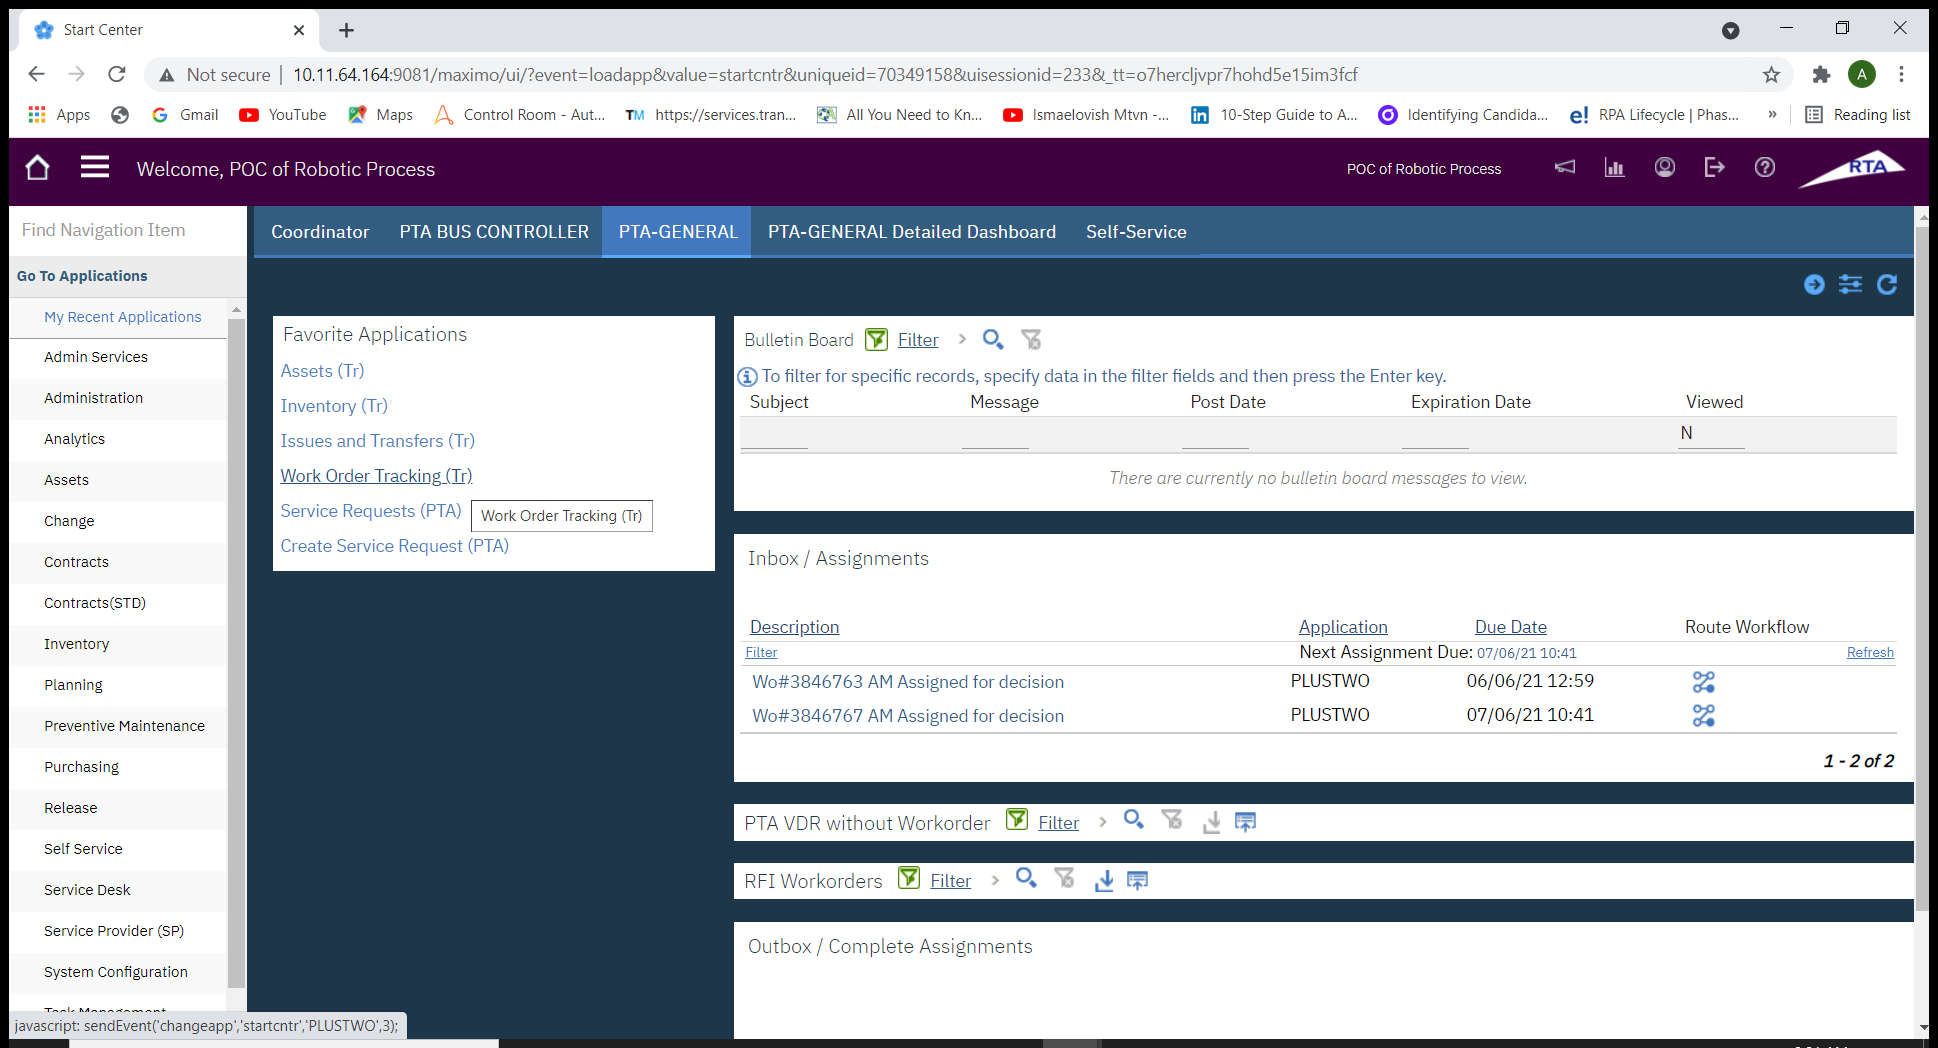 Start Center
Not secure | 10.11.64.164:9081/maximo/ui/?event=loadapp&value=startcntr&uniqueid=70349158&uisessionid=233&_tt=o7hercljvpr7hohd5e15im3fcf
A
Apps
Gmail
YouTube
Maps
Control Room - Aut...
TM https://services.tran...
All You Need to Kn...
Ismaelovish Mtvn -...
in 10-Step Guide to A...
Identifying Candida...
e! RPA Lifecycle | Phas...
»
Reading list
Welcome, POC of Robotic Process
POC of Robotic Process
RTA
Find Navigation Item
Go To Applications
My Recent Applications
Admin Services
Administration
Analytics
Assets
Change
Contracts
Contracts(STD)
Inventory
Planning
Preventive Maintenance
Purchasing
Release
Self Service
Service Desk
Service Provider (SP)
System Configuration
Task Management
javascript: sendEvent('changeapp','startcntr','PLUSTWO',3);
Coordinator
PTA BUS CONTROLLER
PTA-GENERAL
PTA-GENERAL Detailed Dashboard
Self-Service
Favorite Applications
Assets (Tr)
Inventory (Tr)
Issues and Transfers (Tr)
Work Order Tracking (Tr)
Service Requests (PTA)
Work Order Tracking (Tr)
Create Service Request (PTA)
Bulletin Board Filter >
To filter for specific records, specify data in the filter fields and then press the Enter key.
Subject Message Post Date Expiration Date Viewed
N
There are currently no bulletin board messages to view.
Inbox / Assignments
Description Application Due Date Route Workflow
Filter Next Assignment Due: 07/06/21 10:41 Refresh
Wo#3846763 AM Assigned for decision PLUSTWO 06/06/21 12:59
Wo#3846767 AM Assigned for decision PLUSTWO 07/06/21 10:41
1 - 2 of 2
PTA VDR without Workorder Filter >
RFI Workorders Filter >
Outbox / Complete Assignments